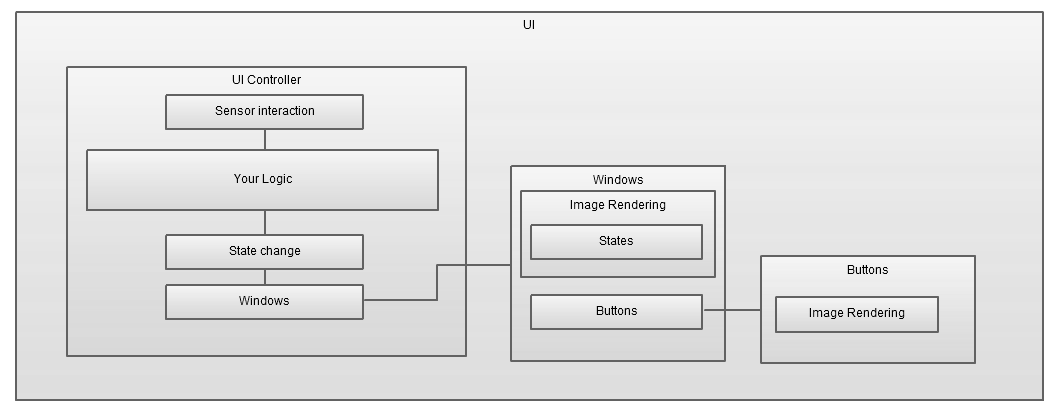 UI
UI Controller
Sensor interaction
Your Logic
State change
Windows
Windows
Image Rendering
States
Buttons
Buttons
Image Rendering